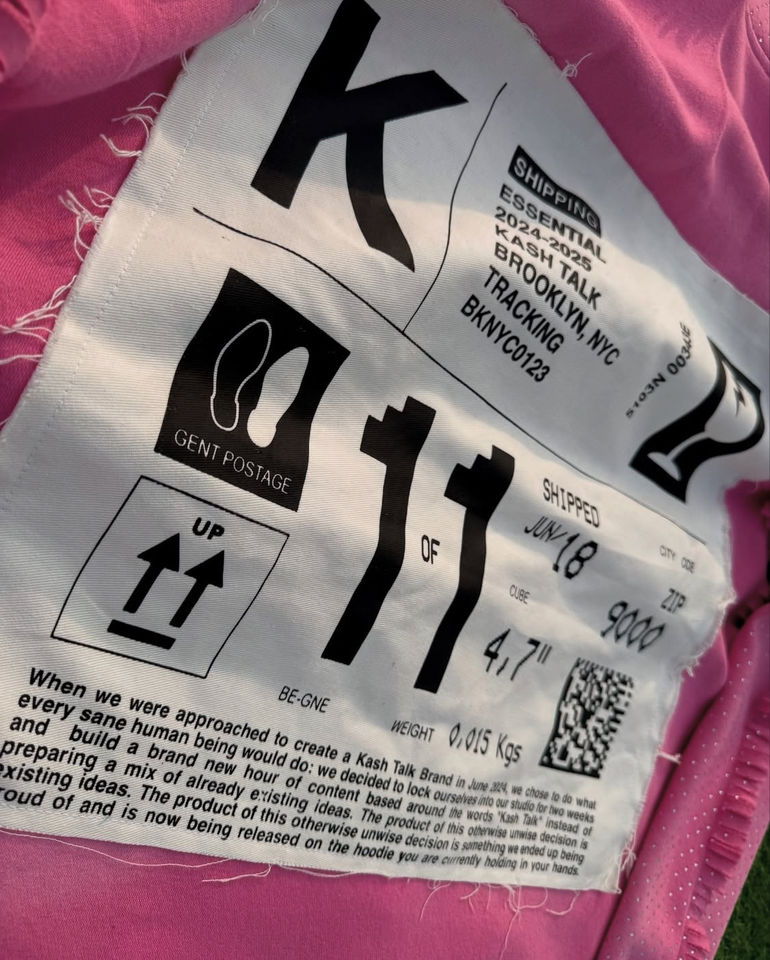 K
SHIPPING
ESSENTIAL
2024-2025
KASH TALK
BROOKLYN, NYC
TRACKING
BKNYC0123
GENT POSTAGE
UP
1 OF 1
SHIPPED
JUN/18
CITY
ZIP
9000
CUBE
4,7"
BE-GNE
WEIGHT 0,015 Kgs
When we were approached to create a Kash Talk Brand in June 2024, we chose to do what
every sane human being would do: we decided to lock ourselves into our studio for two weeks
and build a brand new hour of content based around the words "Kash Talk" instead of
preparing a mix of already existing ideas. The product of this otherwise unwise decision is
existing ideas. The product of this otherwise unwise decision is something we ended up being
roud of and is now being released on the hoodie you are currently holding in your hands.